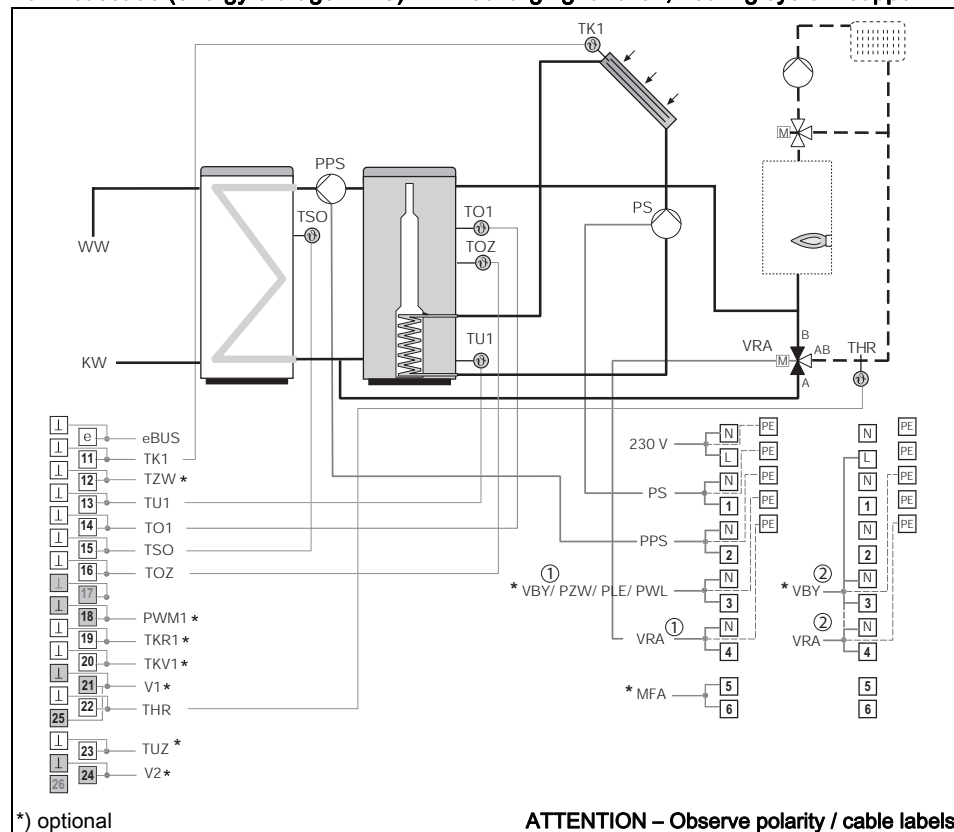 TK1
M
PPS
TSO
TO1
TOZ
PS
WW
TU1
B
VRA
M
AB
THR
A
KW
⊥
e eBUS
⊥
11 TK1
⊥
12 TZW *
⊥
13 TU1
⊥
14 TO1
⊥
15 TSO
⊥
16 TOZ
⊥
17
⊥
18 PWM1 *
⊥
19 TKR1 *
⊥
20 TKV1 *
⊥
21 V1 *
⊥
22 THR
25
⊥
23 TUZ *
⊥
24 V2 *
26
230 V N PE
L PE
PS N PE
1 PE
PPS N PE
2
①
* VBY/ PZW/ PLE/ PWL N
3
VRA ① N
4
* MFA 5
6
N PE
L PE
N PE
1 PE
N PE
2
②
* VBY N
3
②
VRA N
4
5
6
*) optional
ATTENTION – Observe polarity / cable labels